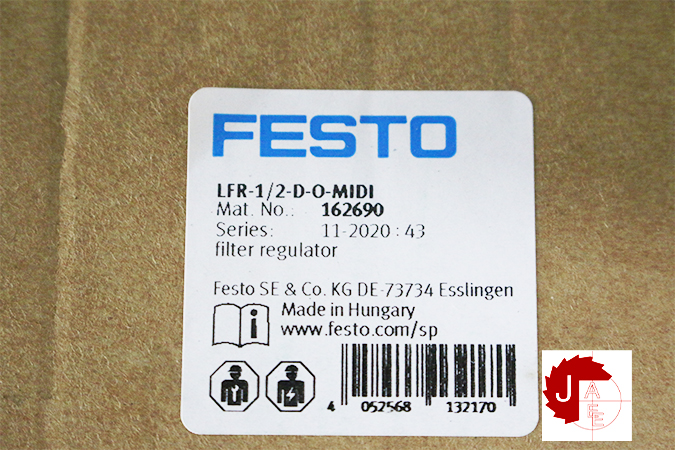 FESTO
LFR-1/2-D-O-MIDI
Mat. No.: 162690
Series: 11-2020 : 43
filter regulator
Festo SE & Co. KG DE-73734 Esslingen
Made in Hungary
www.festo.com/sp
4 052568 132170
J
AEE